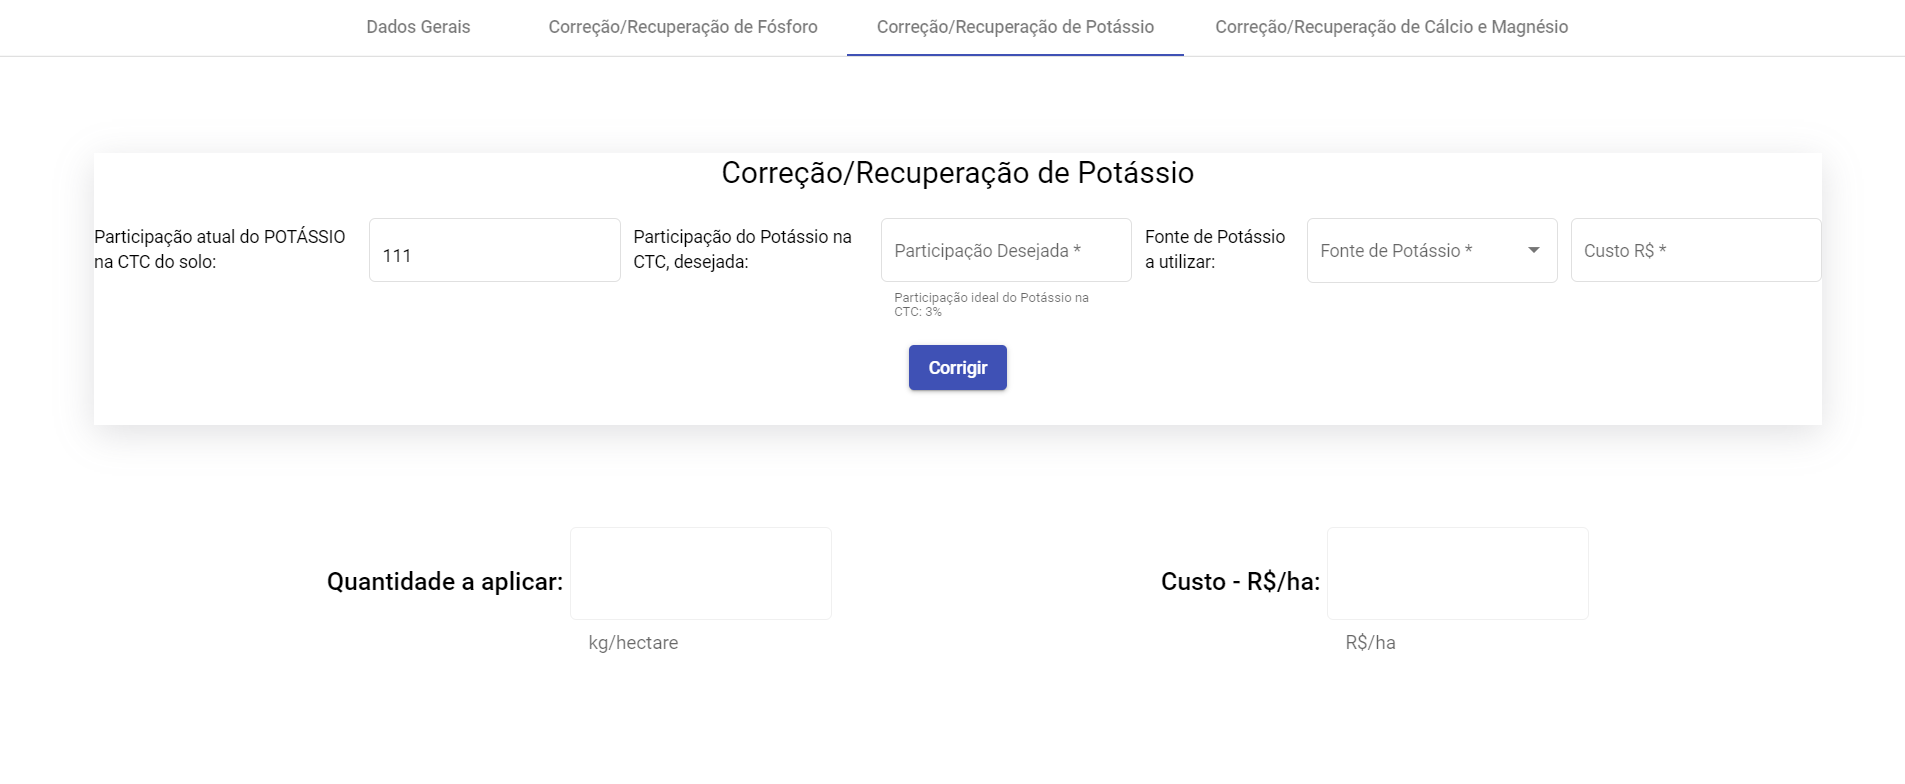 Dados Gerais
Correção/Recuperação de Fósforo
Correção/Recuperação de Potássio
Correção/Recuperação de Cálcio e Magnésio
Correção/Recuperação de Potássio
Participação atual do POTÁSSIO
na CTC do solo:
111
Participação do Potássio na
CTC, desejada:
Participação Desejada *
Participação ideal do Potássio na
CTC: 3%
Fonte de Potássio
a utilizar:
Fonte de Potássio *
Custo R$ *
Corrigir
Quantidade a aplicar:
kg/hectare
Custo - R$/ha:
R$/ha